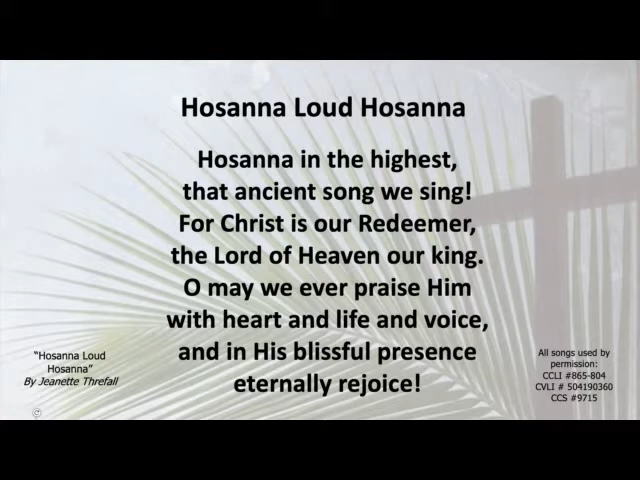 Hosanna Loud Hosanna
Hosanna in the highest,
that ancient song we sing!
For Christ is our Redeemer,
the Lord of Heaven our king.
O may we ever praise Him
with heart and life and voice,
and in His blissful presence
eternally rejoice!
“Hosanna Loud
Hosanna”
By Jeanette Threfall
All songs used by
permission:
CCLI #865-804
CVLI # 504190360
CCS #9715